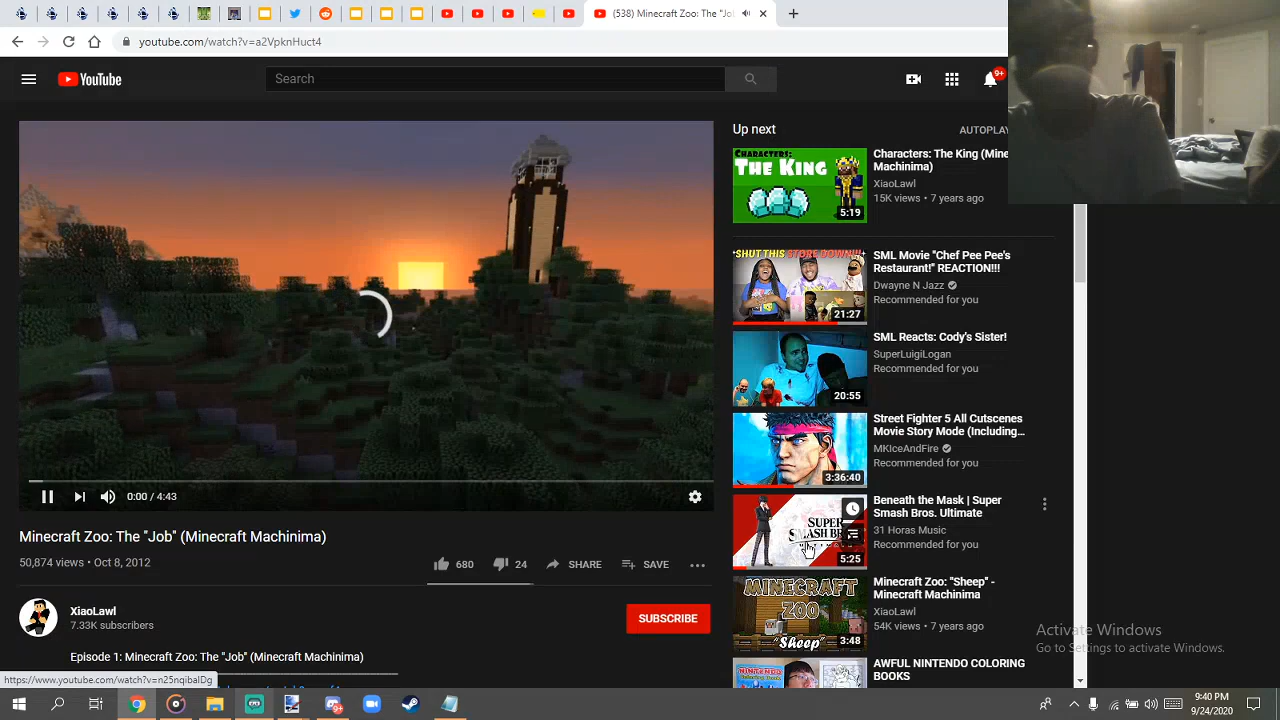 (538) Minecraft Zoo: The "Jo
youtube.com/watch?v=a2VpknHuct4
YouTube
Search
9+
Up next
AUTOPLAY
CHARACTERS:
THE KING
5:19
Characters: The King (Mine
Machinima)
XiaoLawl
15K views • 7 years ago
SHUT THIS STORE DOWN!!!
21:27
SML Movie "Chef Pee Pee's
Restaurant!" REACTION!!!
Dwayne N Jazz
Recommended for you
20:55
SML Reacts: Cody's Sister!
SuperLuigiLogan
Recommended for you
3:36:40
Street Fighter 5 All Cutscenes
Movie Story Mode (Including...
MKIceAndFire
Recommended for you
SUPER
SMASH BR
5:25
Beneath the Mask | Super
Smash Bros. Ultimate
31 Horas Music
Recommended for you
MINECRAFT
ZOO
"Sheep"
3:48
Minecraft Zoo: "Sheep" -
Minecraft Machinima
XiaoLawl
54K views • 7 years ago
AWFUL NINTENDO COLORING
BOOKS
0:00 / 4:43
Minecraft Zoo: The "Job" (Minecraft Machinima)
50,874 views • Oct 8, 2012
680
24
SHARE
SAVE
XiaoLawl
7.33K subscribers
SUBSCRIBE
Episode 1: Minecraft Zoo: The "Job" (Minecraft Machinima)
Activate Windows
Go to Settings to activate Windows.
9:40 PM
9/24/2020